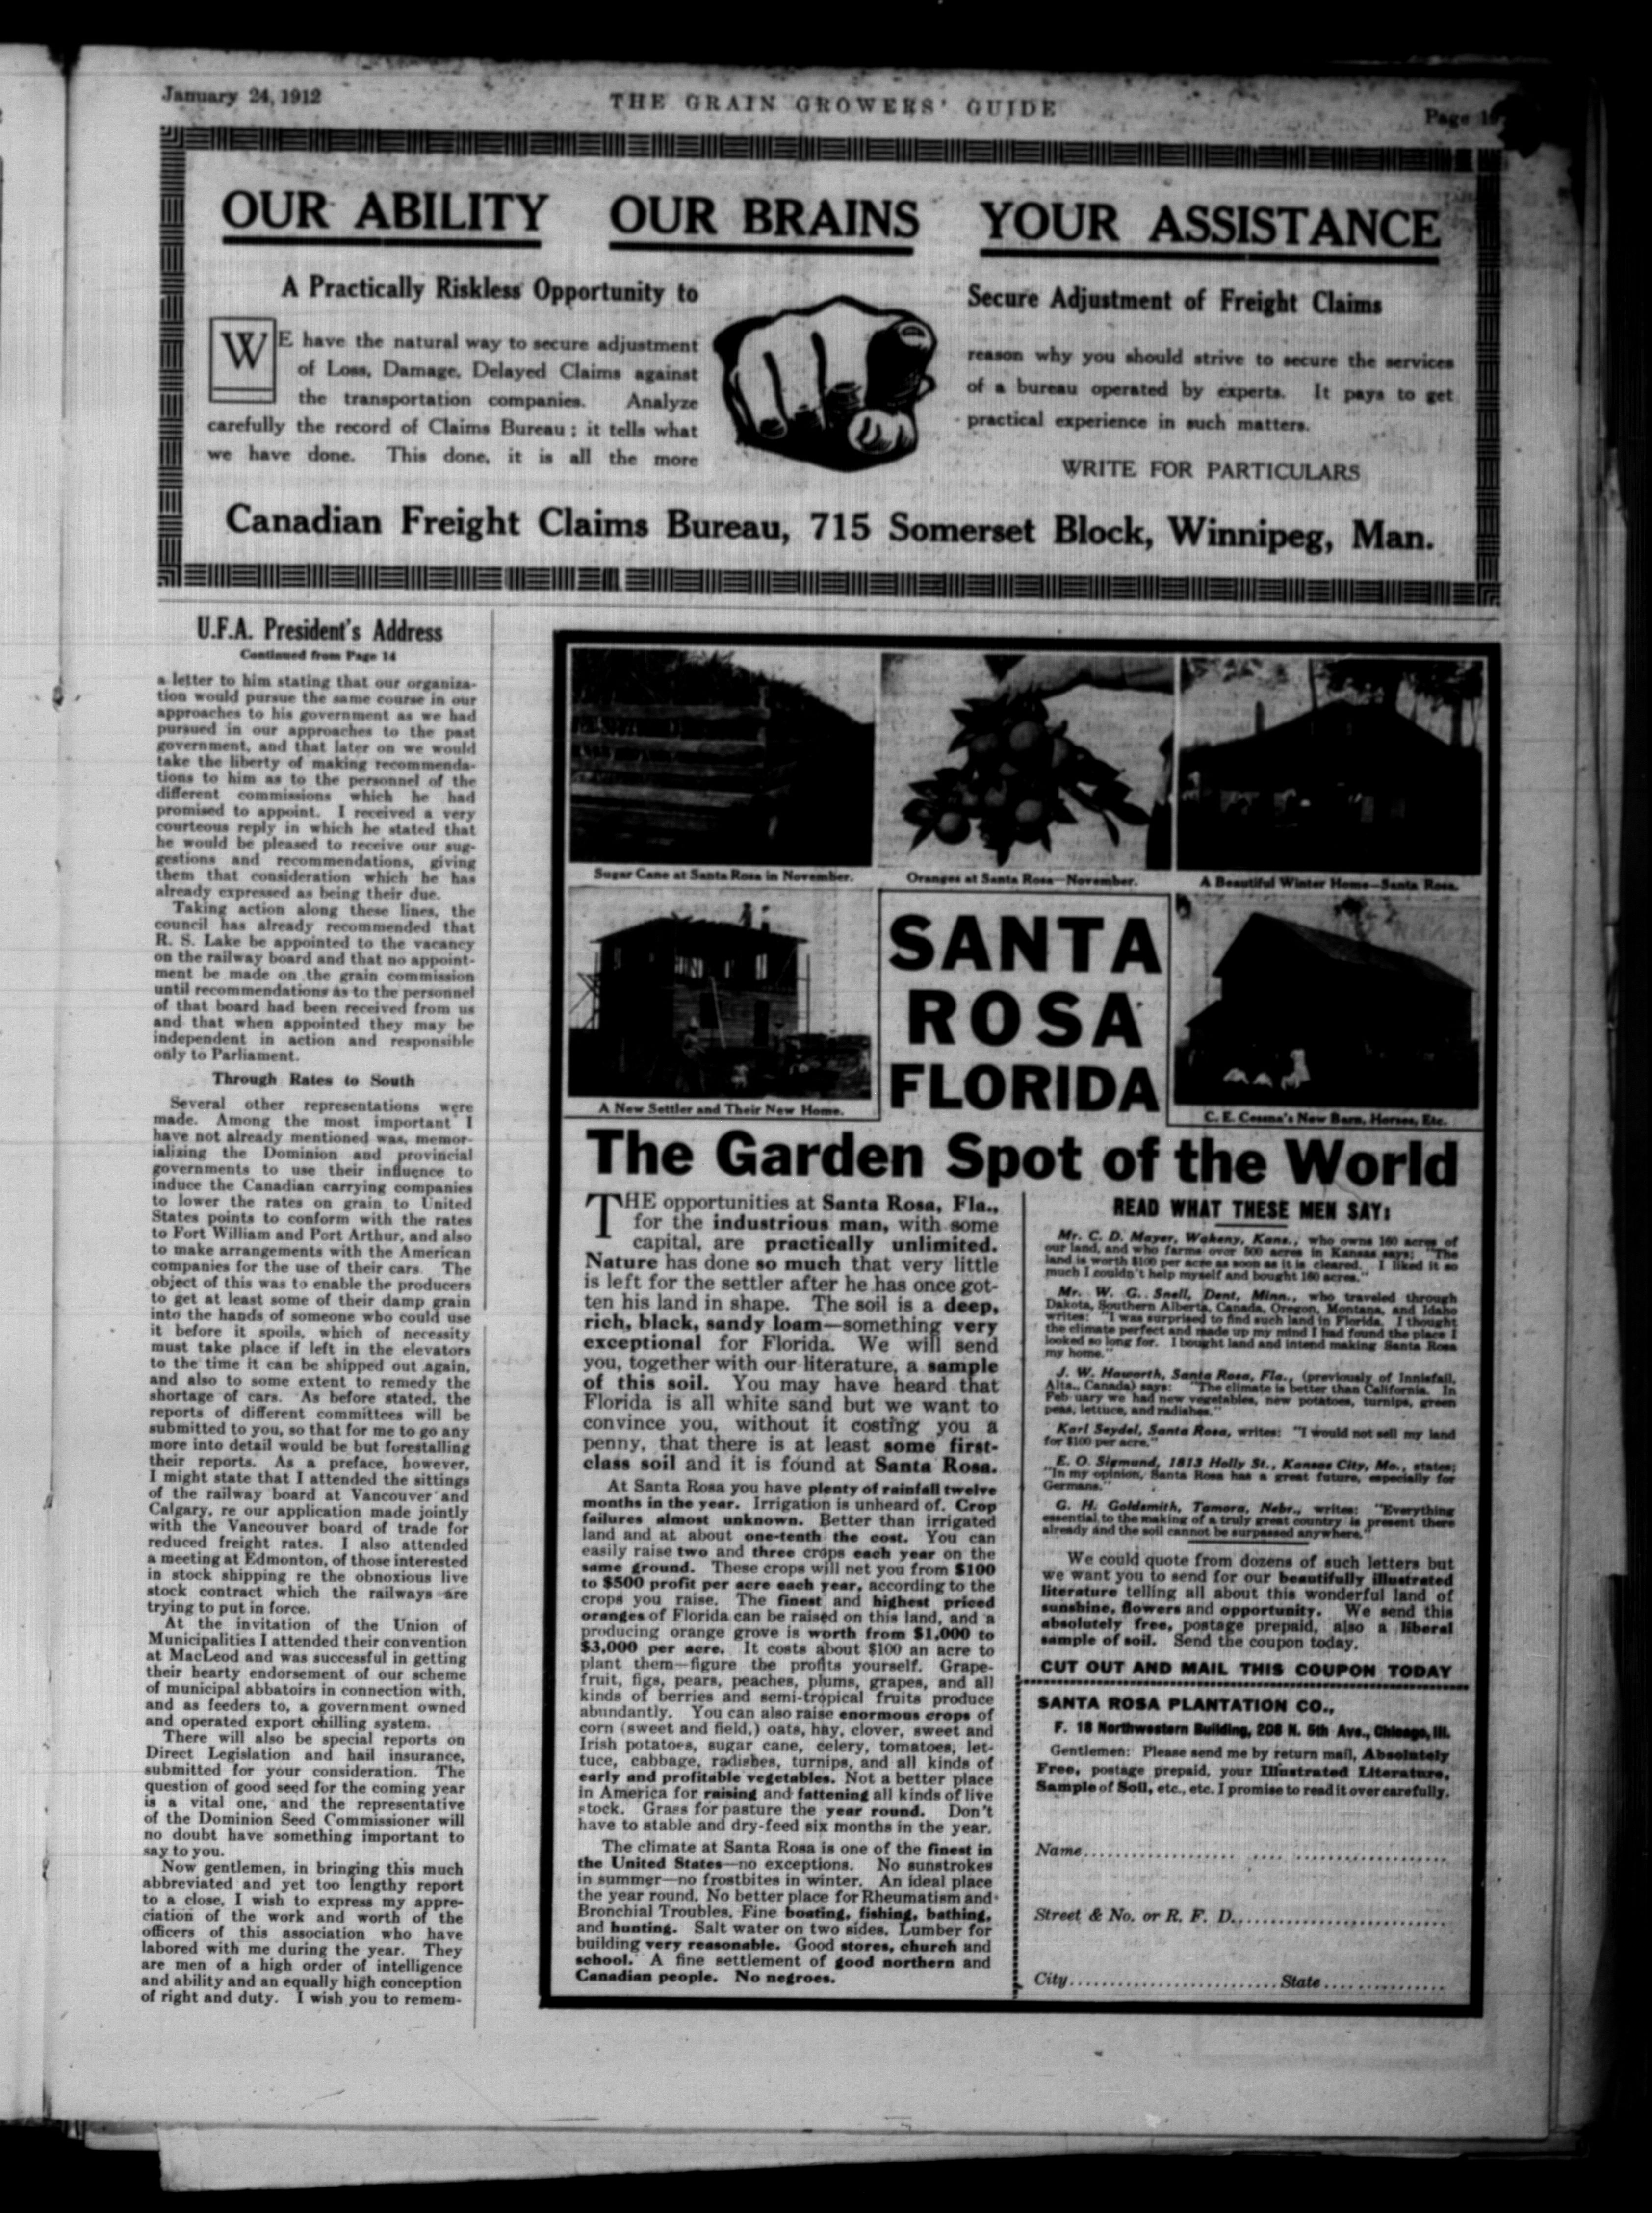 January 24, 1912
THE GRAIN GROWERS' GUIDE
Page
OUR ABILITY OUR BRAINS YOUR ASSISTANCE
A Practically Riskless Opportunity to
WE have the natural way to secure adjustment
of Loss, Damage, Delayed Claims against
the transportation companies. Analyze
carefully the record of Claims Bureau; it tells what
we have done. This done, it is all the more
Secure Adjustment of Freight Claims
reason why you should strive to secure the services
of a bureau operated by experts. It pays to get
practical experience in such matters.
WRITE FOR PARTICULARS
Canadian Freight Claims Bureau, 715 Somerset Block, Winnipeg, Man.
U.F.A. President's Address
Continued from Page 14
a letter to him stating that our organiza-
tion would pursue the same course in our
approaches to his government as we had
pursued in our approaches to the past
government, and that later on we would
take the liberty of making recommenda-
tions to him as to the personnel of the
different commissions which he had
promised to appoint. I received a very
courteous reply in which he stated that
he would be pleased to receive our sug-
gestions and recommendations, giving
them that consideration which he has
already expressed as being their due.
Taking action along these lines, the
council has already recommended that
R. S. Lake be appointed to the vacancy
on the railway board and that no appoint-
ment be made on the grain commission
until recommendations as to the personnel
of that board had been received from us
and that when appointed they may be
independent in action and responsible
only to Parliament.
Through Rates to South
Several other representations were
made. Among the most important I
have not already mentioned was, memor-
ializing the Dominion and provincial
governments to use their influence to
induce the Canadian carrying companies
to lower the rates on grain to United
States points to conform with the rates
to Fort William and Port Arthur, and also
to make arrangements with the American
companies for the use of their cars. The
object of this was to enable the producers
to get at least some of their damp grain
into the hands of someone who could use
it before it spoils, which of necessity
must take place if left in the elevators
to the time it can be shipped out again,
and also to some extent to remedy the
shortage of cars. As before stated, the
reports of different committees will be
submitted to you, so that for me to go any
more into detail would be but forestalling
their reports. As a preface, however,
I might state that I attended the sittings
of the railway board at Vancouver and
Calgary, re our application made jointly
with the Vancouver board of trade for
reduced freight rates. I also attended
a meeting at Edmonton, of those interested
in stock shipping re the obnoxious live
stock contract which the railways are
trying to put in force.
At the invitation of the Union of
Municipalities I attended their convention
at MacLeod and was successful in getting
their hearty endorsement of our scheme
of municipal abbatoirs in connection with,
and as feeders to, a government owned
and operated export chilling system.
There will also be special reports on
Direct Legislation and hail insurance,
submitted for your consideration. The
question of good seed for the coming year
is a vital one, and the representative
of the Dominion Seed Commissioner will
no doubt have something important to
say to you.
Now gentlemen, in bringing this much
abbreviated and yet too lengthy report
to a close, I wish to express my appre-
ciation of the work and worth of the
officers of this association who have
labored with me during the year. They
are men of a high order of intelligence
and ability and an equally high conception
of right and duty. I wish you to remem-
Sugar Cane at Santa Rosa in November.
Oranges at Santa Rosa—November.
A Beautiful Winter Home—Santa Rosa.
A New Settler and Their New Home.
SANTA
ROSA
FLORIDA
C. E. Cessna's New Barn, Horses, Etc.
The Garden Spot of the World
THE opportunities at Santa Rosa, Fla.,
for the industrious man, with some
capital, are practically unlimited.
Nature has done so much that very little
is left for the settler after he has once got-
ten his land in shape. The soil is a deep,
rich, black, sandy loam—something very
exceptional for Florida. We will send
you, together with our literature, a sample
of this soil. You may have heard that
Florida is all white sand but we want to
convince you, without it costing you a
penny, that there is at least some first-
class soil and it is found at Santa Rosa.
At Santa Rosa you have plenty of rainfall twelve
months in the year. Irrigation is unheard of. Crop
failures almost unknown. Better than irrigated
land and at about one-tenth the cost. You can
easily raise two and three crops each year on the
same ground. These crops will net you from $100
to $500 profit per acre each year, according to the
crops you raise. The finest and highest priced
oranges of Florida can be raised on this land, and a
producing orange grove is worth from $1,000 to
$3,000 per acre. It costs about $100 an acre to
plant them—figure the profits yourself. Grape-
fruit, figs, pears, peaches, plums, grapes, and all
kinds of berries and semi-tropical fruits produce
abundantly. You can also raise enormous crops of
corn (sweet and field,) oats, hay, clover, sweet and
Irish potatoes, sugar cane, celery, tomatoes, let-
tuce, cabbage, radishes, turnips, and all kinds of
early and profitable vegetables. Not a better place
in America for raising and fattening all kinds of live
stock. Grass for pasture the year round. Don't
have to stable and dry-feed six months in the year.
The climate at Santa Rosa is one of the finest in
the United States—no exceptions. No sunstrokes
in summer—no frostbites in winter. An ideal place
the year round. No better place for Rheumatism and
Bronchial Troubles. Fine boating, fishing, bathing,
and hunting. Salt water on two sides. Lumber for
building very reasonable. Good stores, church and
school. A fine settlement of good northern and
Canadian people. No negroes.
READ WHAT THESE MEN SAY:
Mr. C. D. Mayer, Wakeny, Kans., who owns 160 acres of
our land, and who farms over 500 acres in Kansas says: "The
land is worth $100 per acre as soon as it is cleared. I liked it so
much I couldn't help myself and bought 160 acres."
Mr. W. G. Snell, Dent, Minn., who traveled through
Dakota, Southern Alberta, Canada, Oregon, Montana, and Idaho
writes: "I was surprised to find such land in Florida. I thought
the climate perfect and made up my mind I had found the place I
looked so long for. I bought land and intend making Santa Rosa
my home."
J. W. Haworth, Santa Rosa, Fla., (previously of Innisfail,
Alta., Canada) says: "The climate is better than California. In
Feb uary we had new vegetables, new potatoes, turnips, green
peas, lettuce, and radishes."
Karl Seydel, Santa Rosa, writes: "I would not sell my land
for $100 per acre."
E. O. Sigmund, 1813 Holly St., Kansas City, Mo., states:
"In my opinion, Santa Rosa has a great future, especially for
Germans."
G. H. Goldsmith, Tamora, Nebr., writes: "Everything
essential to the making of a truly great country is present there
already and the soil cannot be surpassed anywhere."
We could quote from dozens of such letters but
we want you to send for our beautifully illustrated
literature telling all about this wonderful land of
sunshine, flowers and opportunity. We send this
absolutely free, postage prepaid, also a liberal
sample of soil. Send the coupon today.
CUT OUT AND MAIL THIS COUPON TODAY
SANTA ROSA PLANTATION CO.,
F. 18 Northwestern Building, 208 N. 5th Ave., Chicago, Ill.
Gentlemen: Please send me by return mail, Absolutely
Free, postage prepaid, your Illustrated Literature,
Sample of Soil, etc., etc. I promise to read it over carefully.
Name
Street & No. or R. F. D.
City State